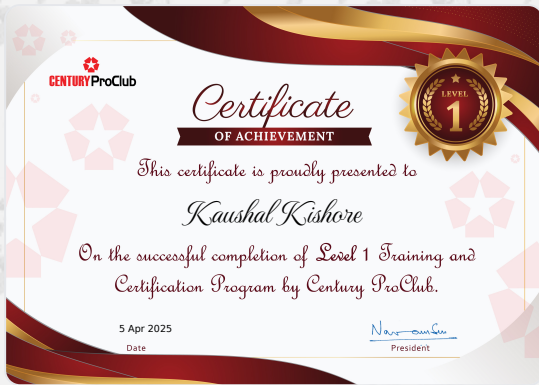 CENTURY ProClub
LEVEL
1
Certificate
OF ACHIEVEMENT
This certificate is proudly presented to
Kaushal Kishore
On the successful completion of Level 1 Training and
Certification Program by Century ProClub.
5 Apr 2025
Date
President